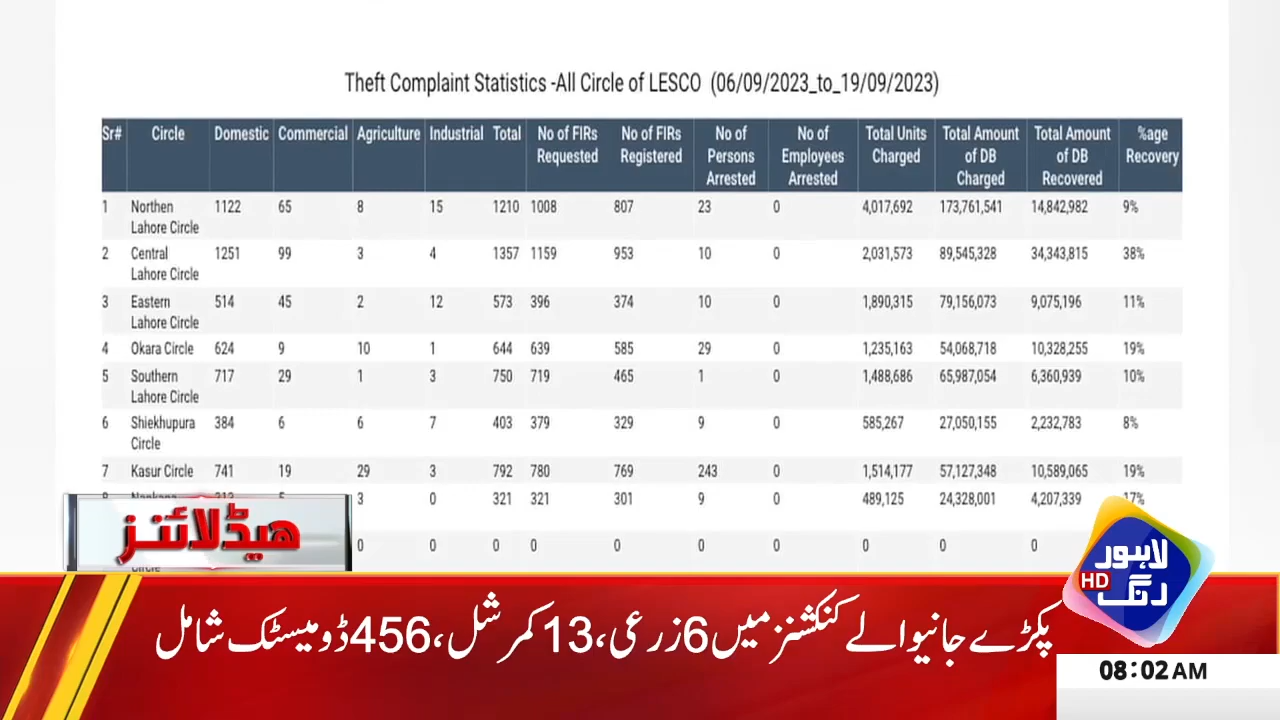 Theft Complaint Statistics -All Circle of LESCO (06/09/2023_to_19/09/2023)
Sr# Circle Domestic Commercial Agriculture Industrial Total No of FIRs Requested No of FIRs Registered No of Persons Arrested No of Employees Arrested Total Units Charged Total Amount of DB Charged Total Amount of DB Recovered %age Recovery
1 Northen Lahore Circle 1122 65 8 15 1210 1008 807 23 0 4,017,692 173,761,541 14,842,982 9%
2 Central Lahore Circle 1251 99 3 4 1357 1159 953 10 0 2,031,573 89,545,328 34,343,815 38%
3 Eastern Lahore Circle 514 45 2 12 573 396 374 10 0 1,890,315 79,156,073 9,075,196 11%
4 Okara Circle 624 9 10 1 644 639 585 29 0 1,235,163 54,068,718 10,328,255 19%
5 Southern Lahore Circle 717 29 1 3 750 719 465 1 0 1,488,686 65,987,054 6,360,939 10%
6 Shiekhupura Circle 384 6 6 7 403 379 329 9 0 585,267 27,050,155 2,232,783 8%
7 Kasur Circle 741 19 29 3 792 780 769 243 0 1,514,177 57,127,348 10,589,065 19%
3 0 321 321 301 9 0 489,125 24,328,001 4,207,339 17%
0 0 0 0 0 0 0 0 0 0
ہیڈلائنز
لاہور
رنگ
HD
پکڑے جانیوالے کنکشنز میں 6 زرعی، 13 کمرشل، 456 ڈومیسٹک شامل
08:02 AM